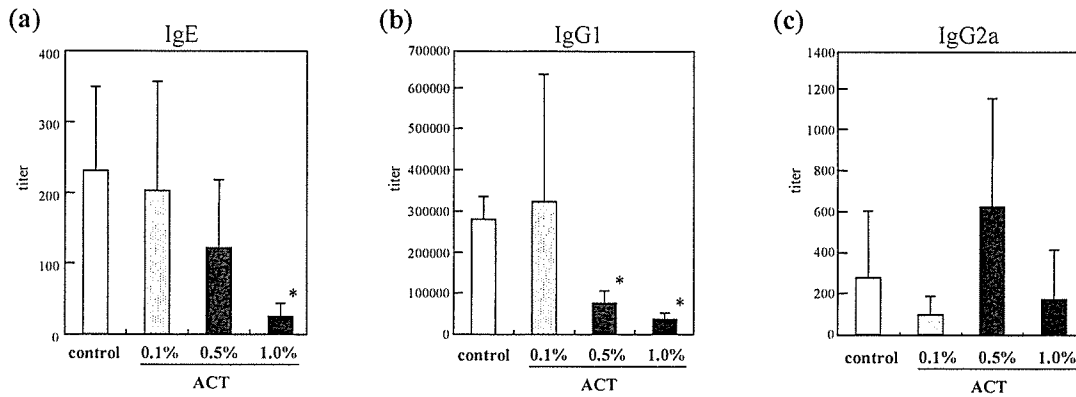 (a)
IgE
400
300
200
100
0
titer
*
control 0.1% 0.5% 1.0%
ACT
(b)
IgG1
700000
600000
500000
400000
300000
200000
100000
0
titer
*
*
control 0.1% 0.5% 1.0%
ACT
(c)
IgG2a
1400
1200
1000
800
600
400
200
0
titer
control 0.1% 0.5% 1.0%
ACT